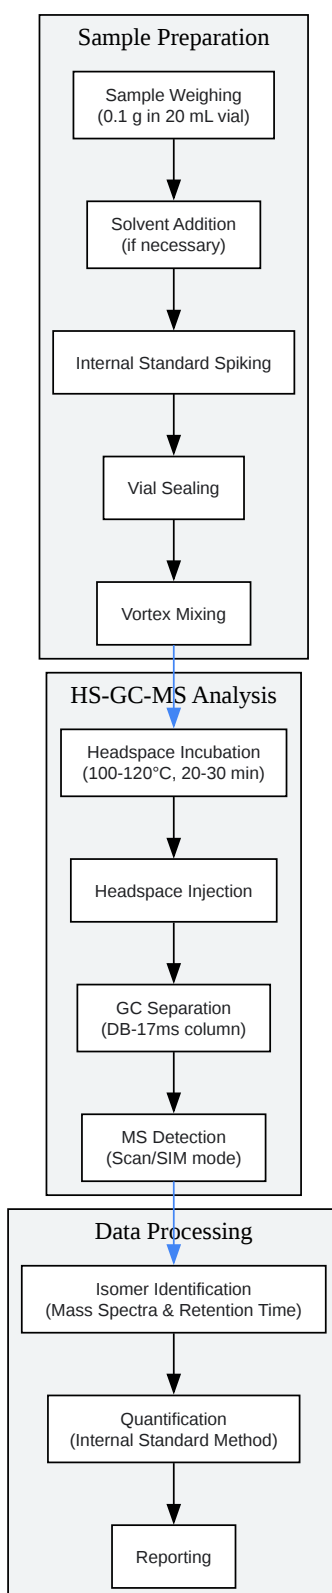 Sample Preparation
Sample Weighing
(0.1 g in 20 mL vial)
Solvent Addition
(if necessary)
Internal Standard Spiking
Vial Sealing
Vortex Mixing
HS-GC-MS Analysis
Headspace Incubation
(100-120°C, 20-30 min)
Headspace Injection
GC Separation
(DB-17ms column)
MS Detection
(Scan/SIM mode)
Data Processing
Isomer Identification
(Mass Spectra & Retention Time)
Quantification
(Internal Standard Method)
Reporting